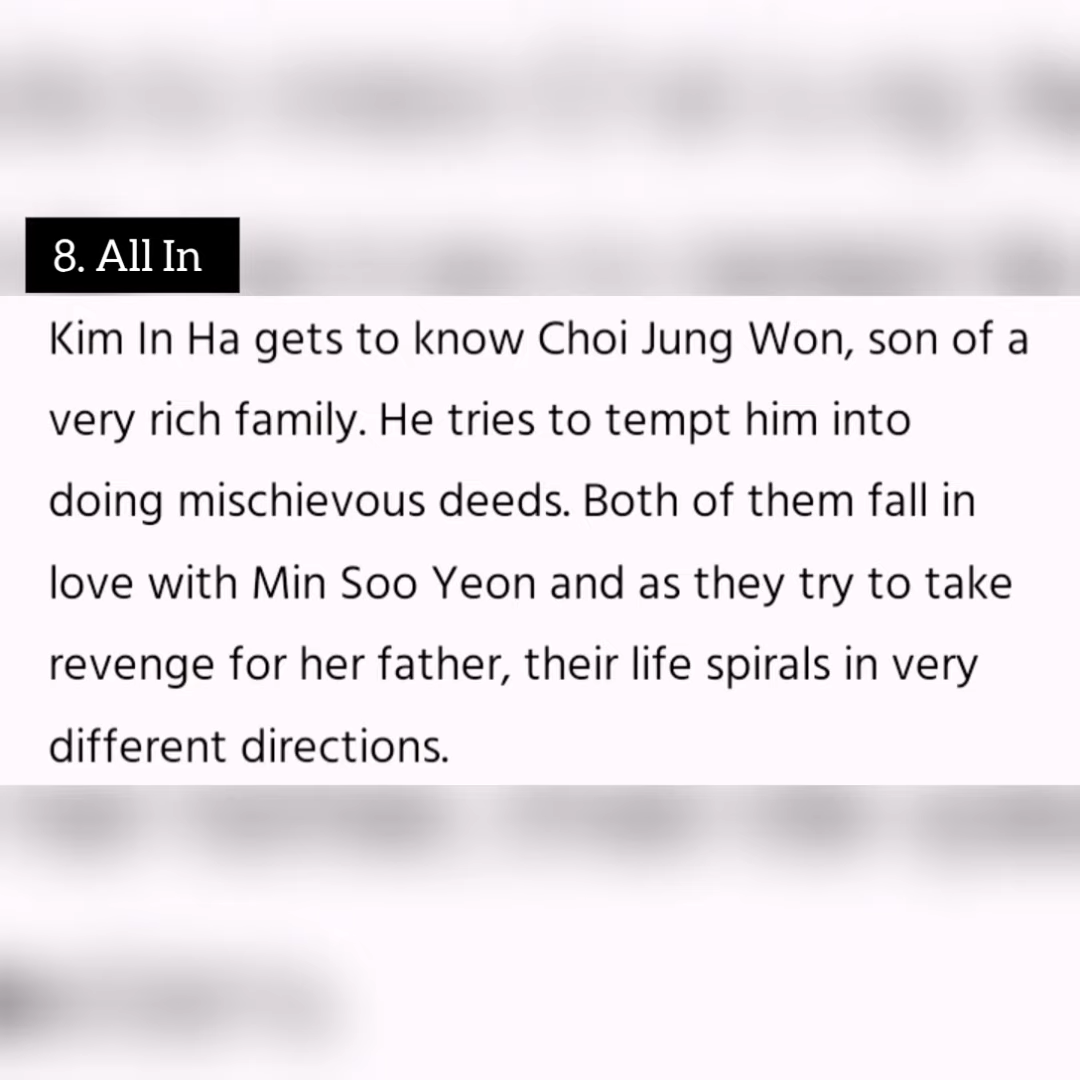 8. All In
Kim In Ha gets to know Choi Jung Won, son of a
very rich family. He tries to tempt him into
doing mischievous deeds. Both of them fall in
love with Min Soo Yeon and as they try to take
revenge for her father, their life spirals in very
different directions.